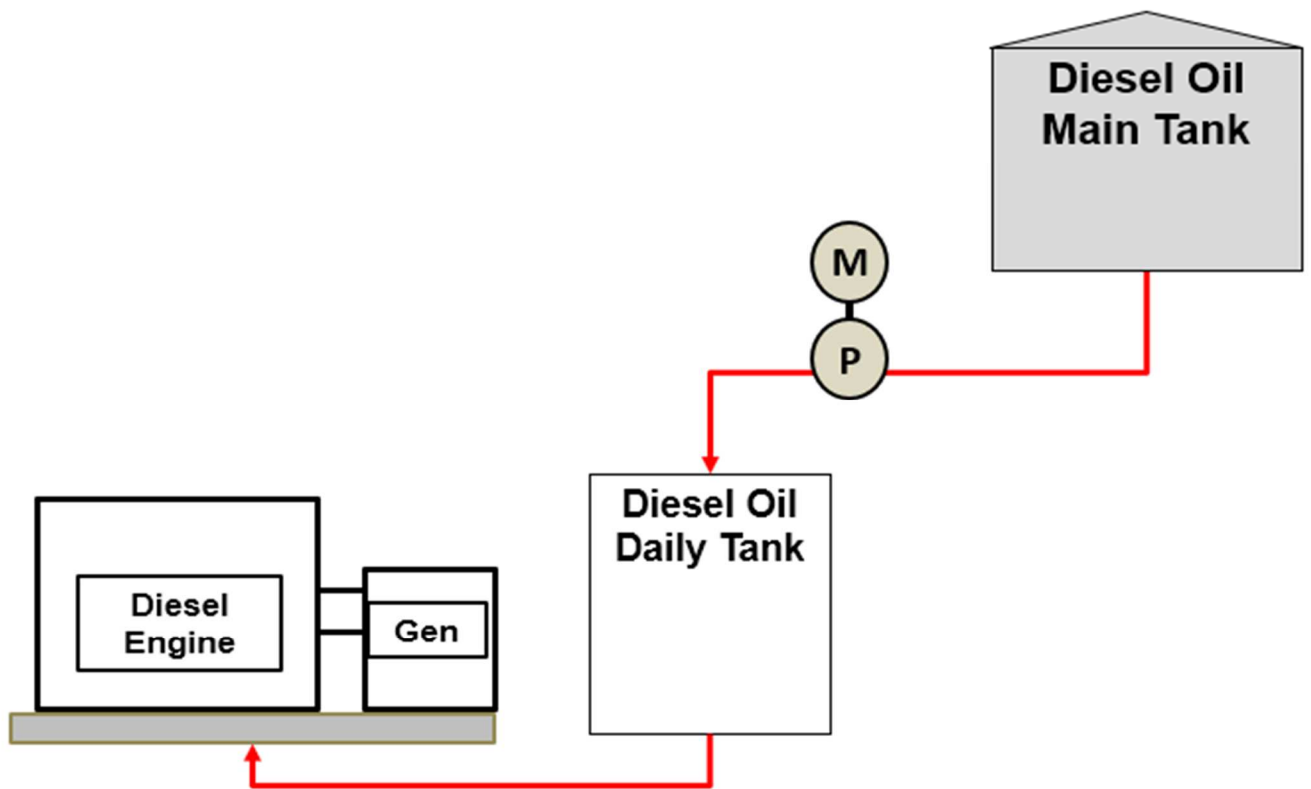 Diesel Oil
Main Tank
M
P
Diesel Oil
Daily Tank
Diesel
Engine
Gen